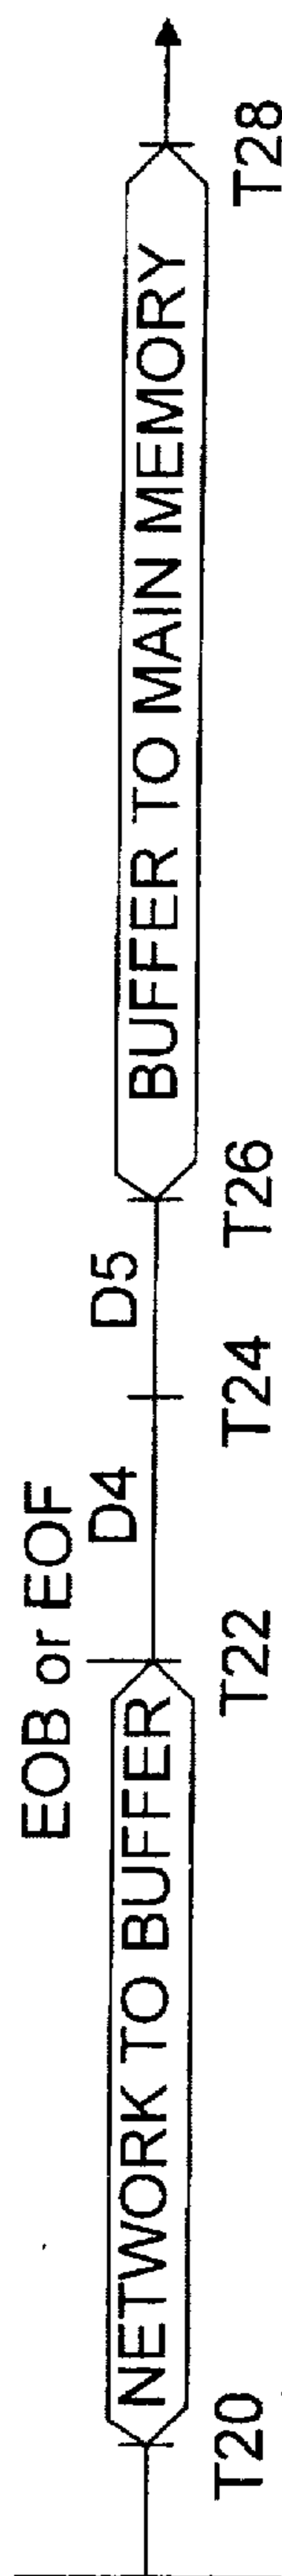 EOB or EOF
NETWORK TO BUFFER
D4
D5
BUFFER TO MAIN MEMORY
T20
T22
T24
T26
T28